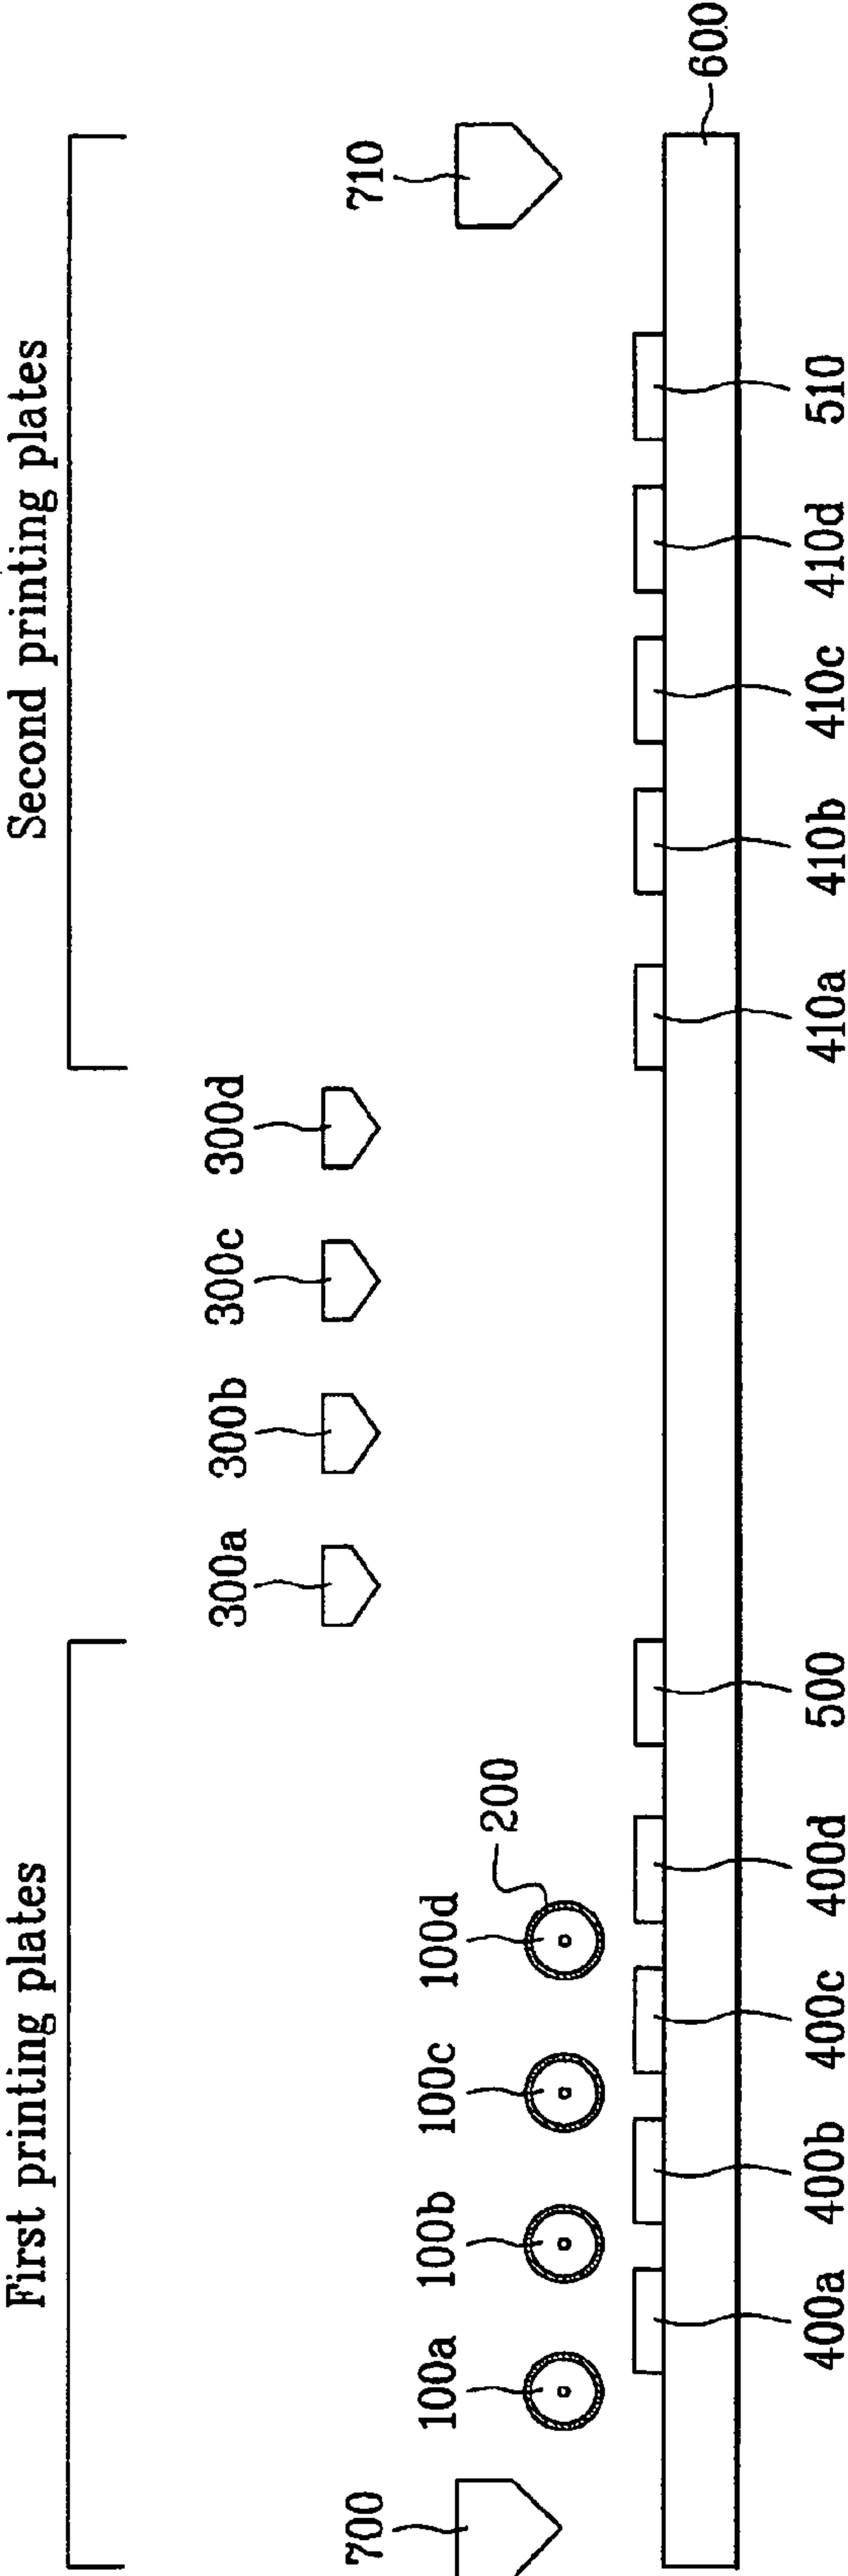 First printing plates
Second printing plates
300a
300b
300c
300d
700
100a
100b
100c
100d
200
710
600
400a
400b
400c
400d
500
410a
410b
410c
410d
510